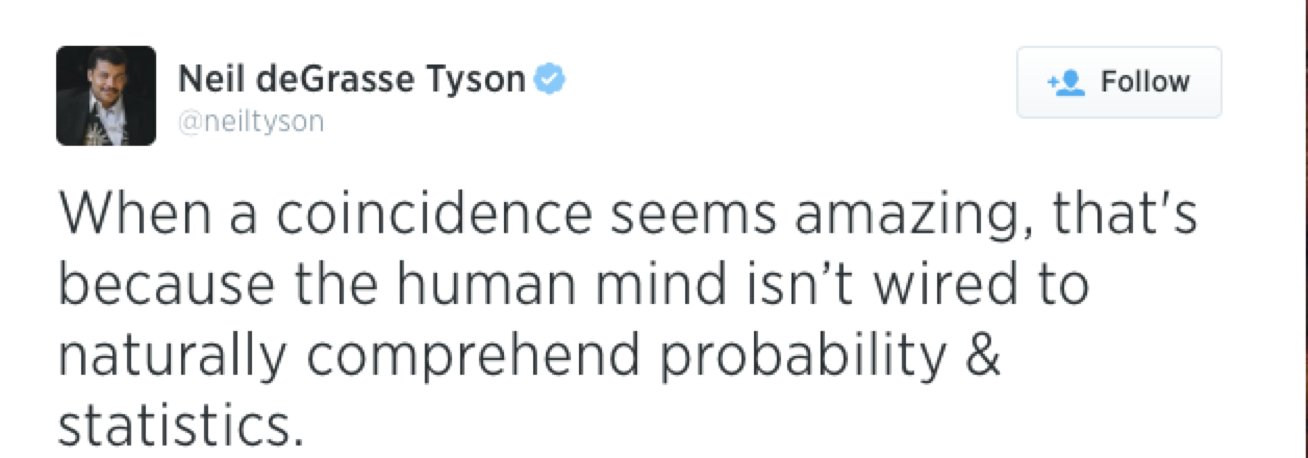 Neil deGrasse Tyson
@neiltyson
Follow
When a coincidence seems amazing, that's
because the human mind isn’t wired to
naturally comprehend probability &
statistics.